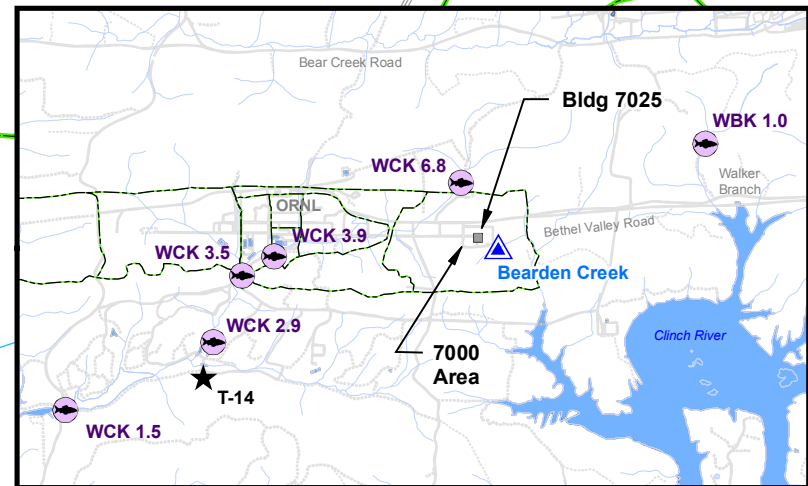 Bear Creek Road
Bldg 7025
WBK 1.0
WCK 6.8
Walker
Branch
ORNL
WCK 3.9
Bethel Valley Road
WCK 3.5
Bearden Creek
WCK 2.9
Clinch River
7000
Area
T-14
WCK 1.5